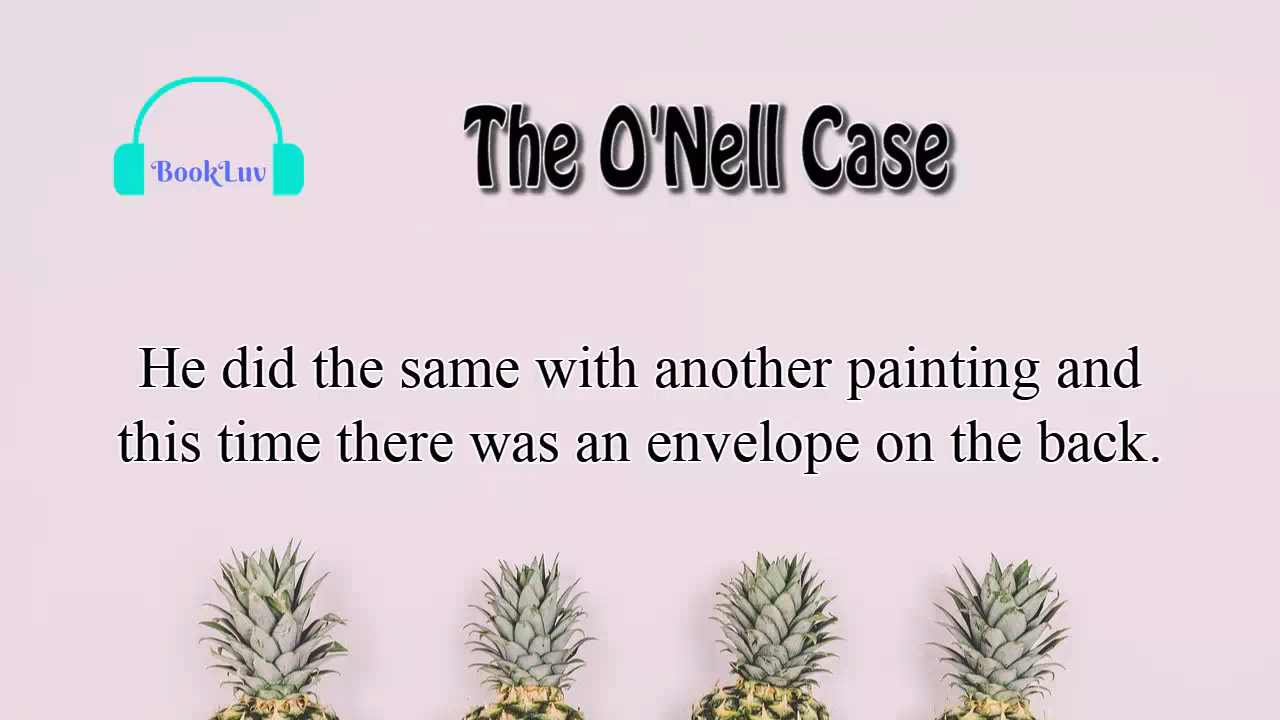 BookLuv
The O'Nell Case
He did the same with another painting and
this time there was an envelope on the back.